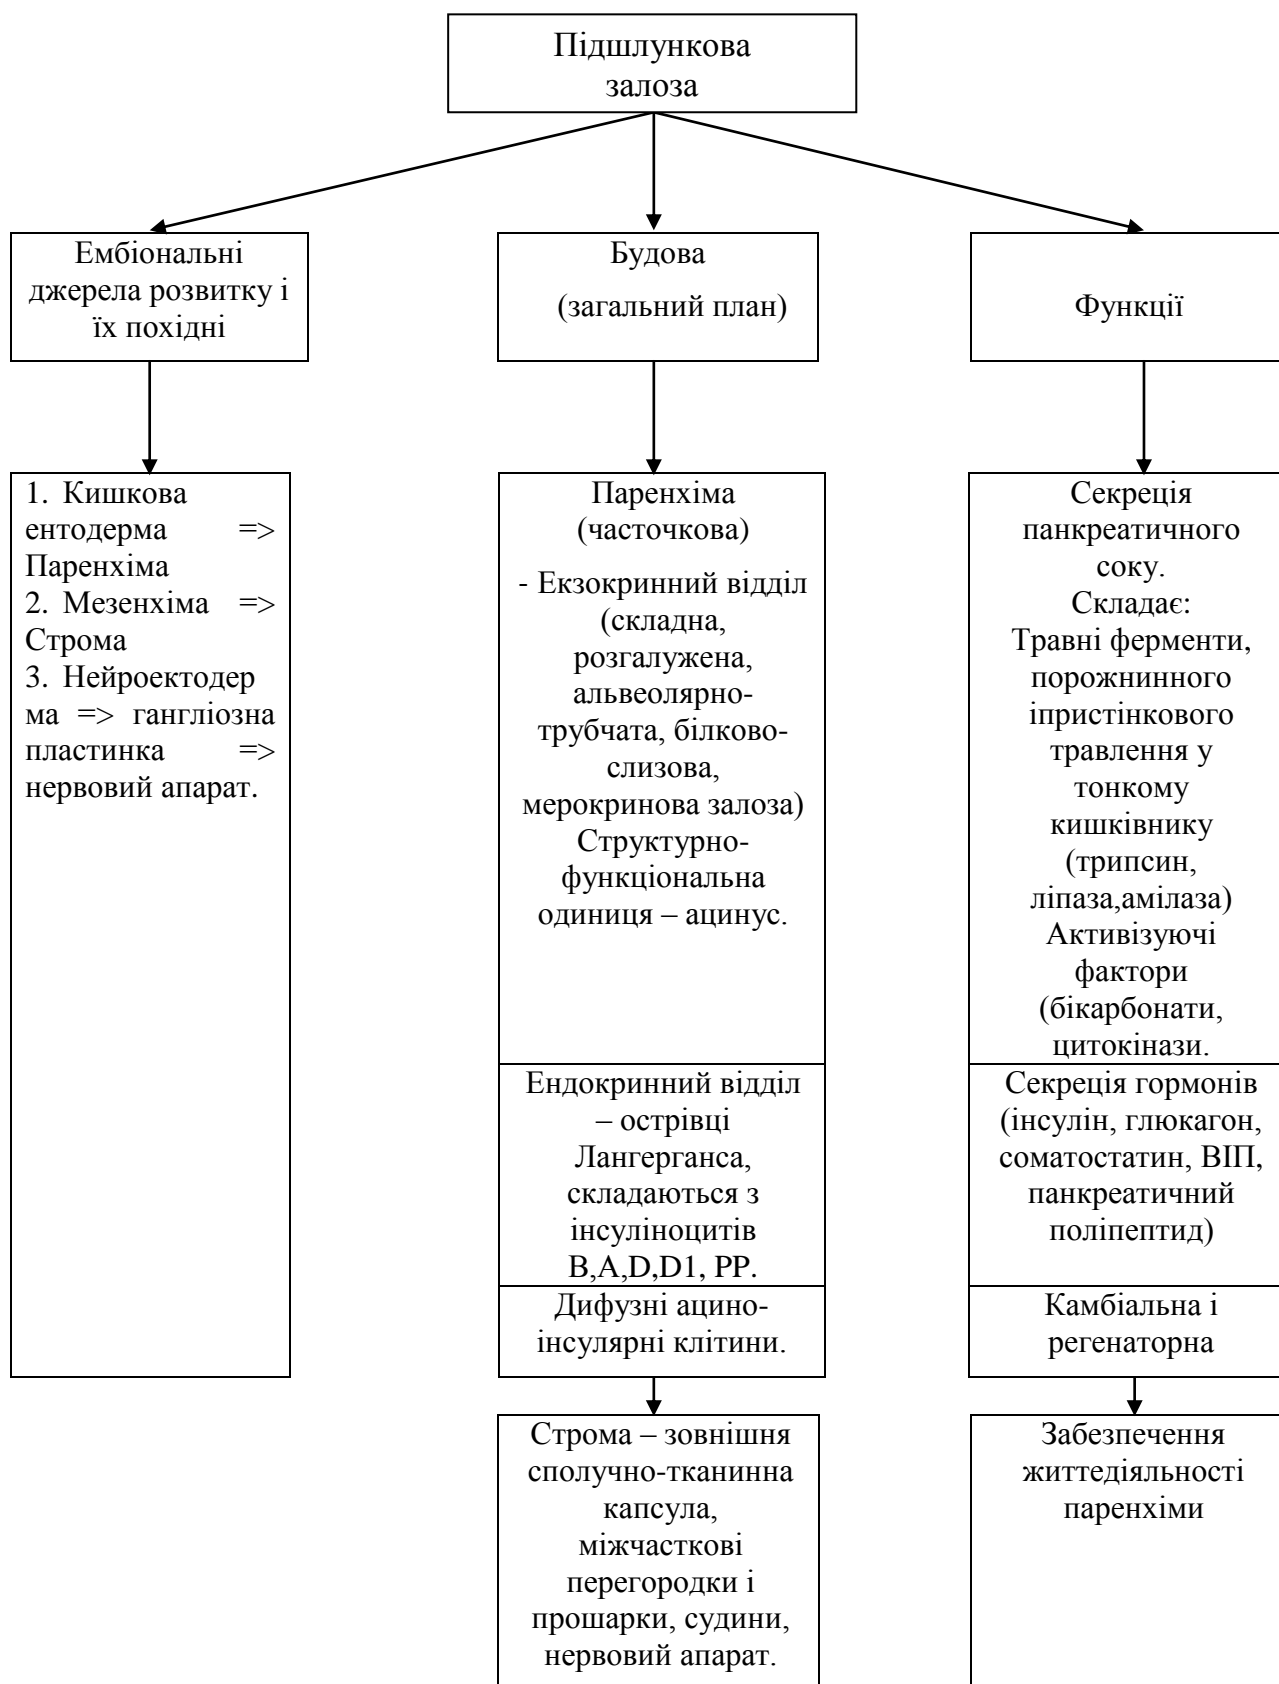 Підшлункова
залоза
Ембіональні
джерела розвитку і
їх похідні
Будова
(загальний план)
Функції
1. Кишкова
ентодерма =>
Паренхіма
2. Мезенхіма =>
Строма
3. Нейроектодер
ма => гангліозна
пластинка =>
нервовий апарат.
Паренхіма
(часточкова)
- Екзокринний відділ
(складна,
розгалужена,
альвеолярно-
трубчата, білково-
слизова,
мерокринова залоза)
Структурно-
функціональна
одиниця – ацинус.
Ендокринний відділ
– острівці
Лангерганса,
складаються з
інсуліноцитів
В,А,D,D1, PP.
Дифузні ацино-
інсулярні клітини.
Строма – зовнішня
сполучно-тканинна
капсула,
міжчасткові
перегородки і
прошарки, судини,
нервовий апарат.
Секреція
панкреатичного
соку.
Складає:
Травні ферменти,
порожнинного
іпристінкового
травлення у
тонкому
кишківнику
(трипсин,
ліпаза,амілаза)
Активізуючі
фактори
(бікарбонати,
цитокінази.
Секреція гормонів
(інсулін, глюкагон,
соматостатин, ВІП,
панкреатичний
поліпептид)
Камбіальна і
регенаторна
Забезпечення
життедіяльності
паренхіми